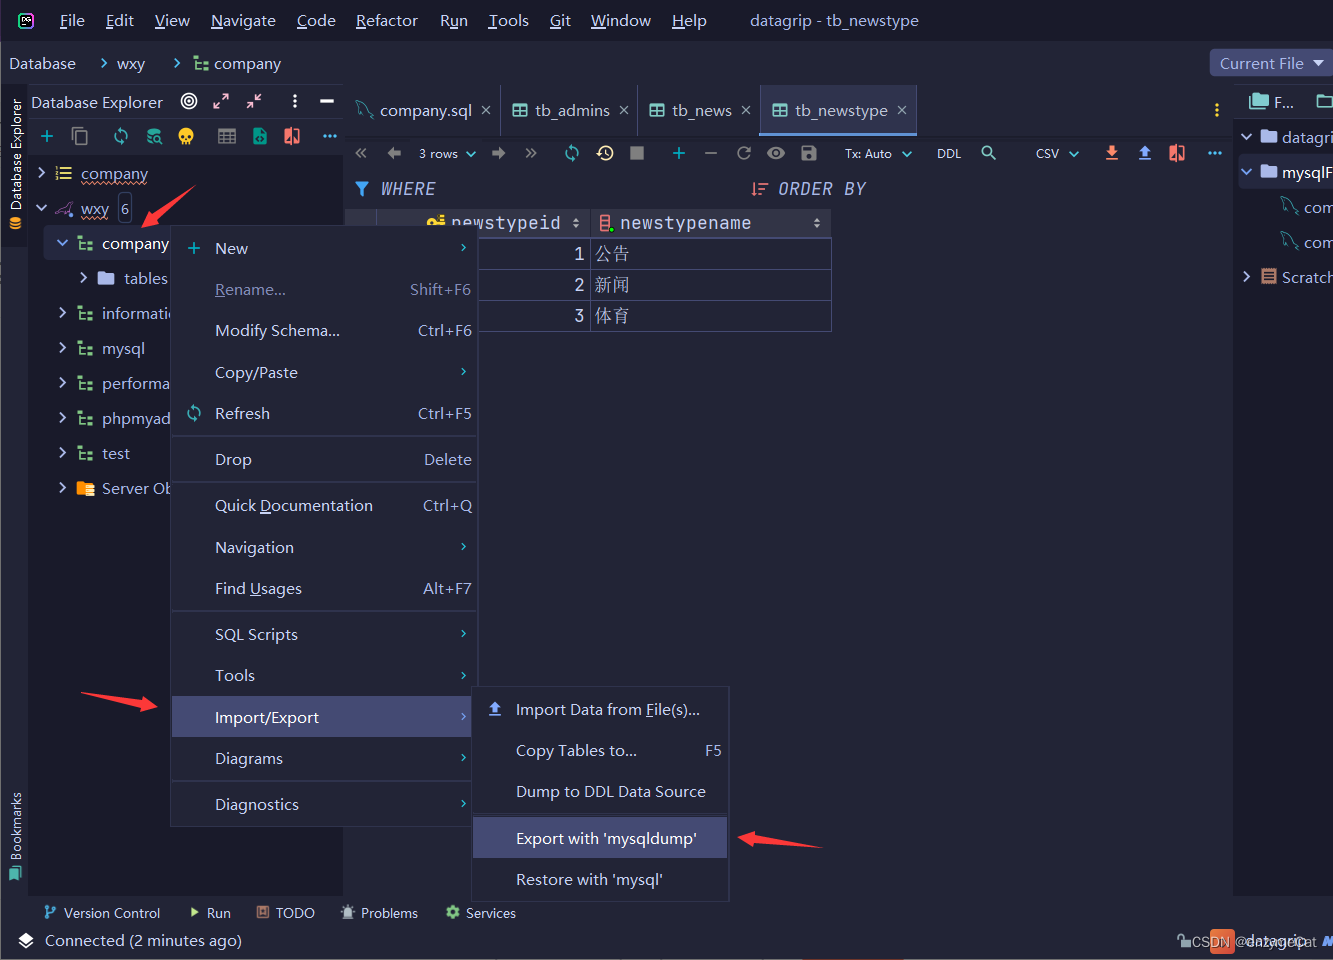 File Edit View Navigate Code Refactor Run Tools Git Window Help datagrip - tb_newstype
Database wxy company Current File
Database Explorer
Database Explorer
company.sql tb_admins tb_news tb_newstype F...
3 rows Tx: Auto DDL CSV
WHERE ORDER BY
newstypeid newstypename
1 公告
2 新闻
3 体育
company
wxy 6
company
tables
informatic
mysql
performa
phpmyad
test
Server Ob
New
Rename... Shift+F6
Modify Schema... Ctrl+F6
Copy/Paste
Refresh Ctrl+F5
Drop Delete
Quick Documentation Ctrl+Q
Navigation
Find Usages Alt+F7
SQL Scripts
Tools
Import/Export
Diagrams
Diagnostics
Import Data from File(s)...
Copy Tables to... F5
Dump to DDL Data Source
Export with 'mysqldump'
Restore with 'mysql'
datagri
mysqlF
com
com
Scratch
Bookmarks
Version Control Run TODO Problems Services
Connected (2 minutes ago)
CSDN